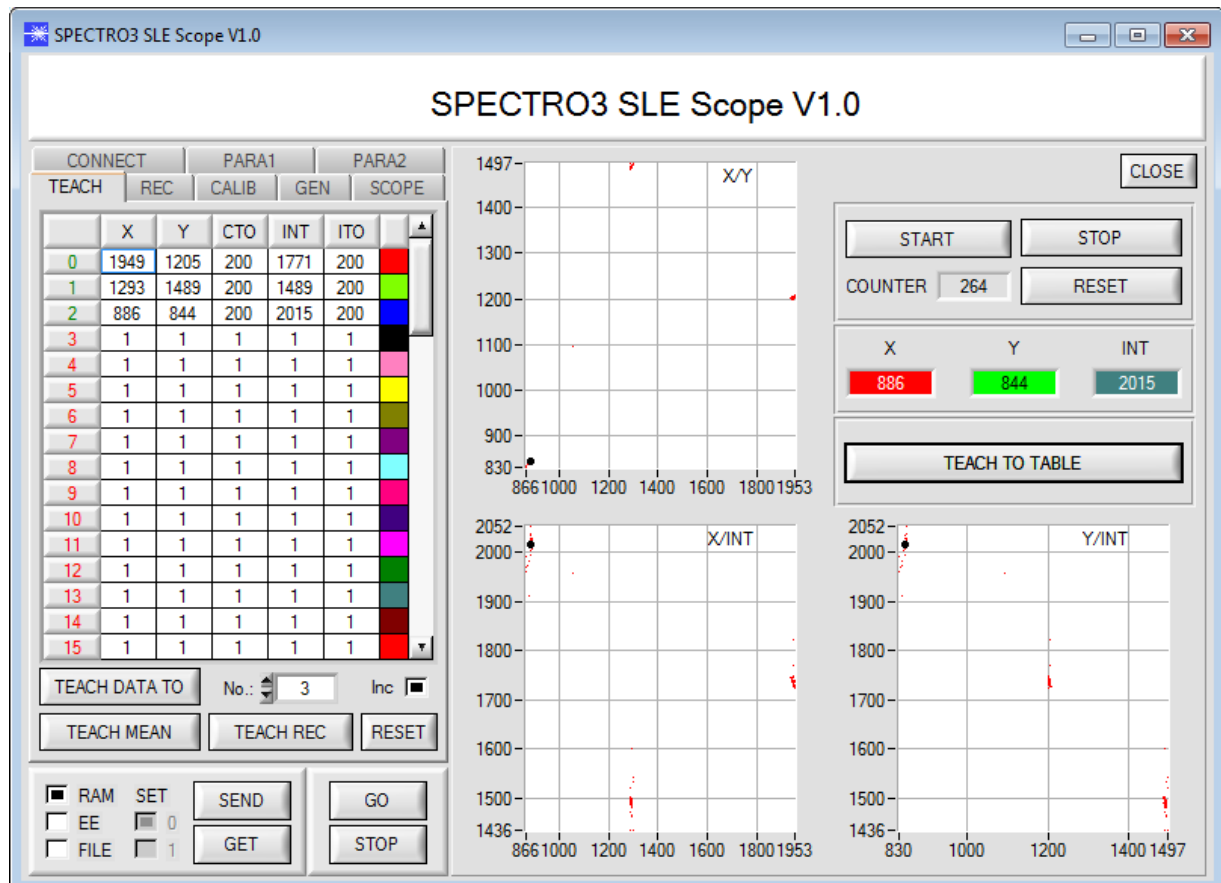 SPECTRO3 SLE Scope V1.0
SPECTRO3 SLE Scope V1.0
CONNECT PARA1 PARA2
TEACH REC CALIB GEN SCOPE
X Y CTO INT ITO
0 1949 1205 200 1771 200
1 1293 1489 200 1489 200
2 886 844 200 2015 200
3 1 1 1 1 1
4 1 1 1 1 1
5 1 1 1 1 1
6 1 1 1 1 1
7 1 1 1 1 1
8 1 1 1 1 1
9 1 1 1 1 1
10 1 1 1 1 1
11 1 1 1 1 1
12 1 1 1 1 1
13 1 1 1 1 1
14 1 1 1 1 1
15 1 1 1 1 1
TEACH DATA TO No.: 3 Inc
TEACH MEAN TEACH REC RESET
RAM SET SEND GO
EE 0
FILE 1 GET STOP
X/Y
1497
1400
1300
1200
1100
1000
900
830
866 1000 1200 1400 1600 1800 1953
X/INT
2052
2000
1900
1800
1700
1600
1500
1436
866 1000 1200 1400 1600 1800 1953
CLOSE
START STOP
COUNTER 264 RESET
X Y INT
886 844 2015
TEACH TO TABLE
Y/INT
2052
2000
1900
1800
1700
1600
1500
1436
830 1000 1200 1400 1497